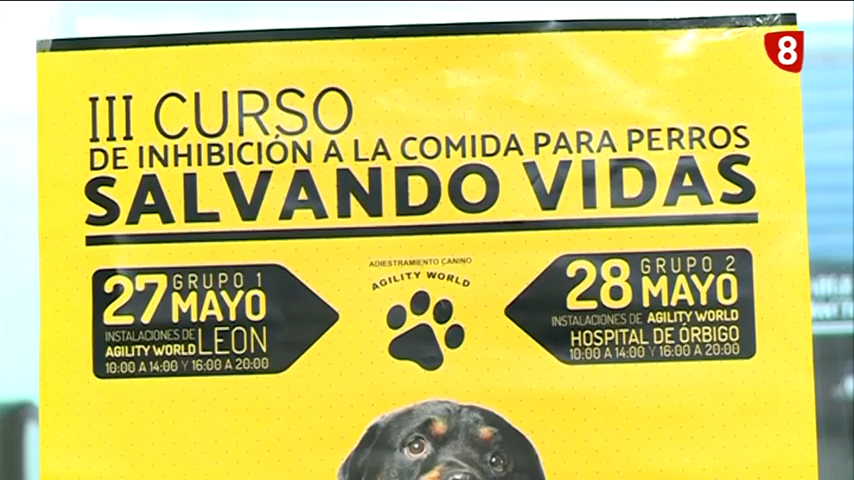 8
III CURSO
DE INHIBICIÓN A LA COMIDA PARA PERROS
SALVANDO VIDAS
27 GRUPO 1
MAYO
INSTALACIONES DE
AGILITY WORLD LEON
10:00 A 14:00 Y 16:00 A 20:00
ADIESTRAMIENTO CANINO
AGILITY WORLD
28 GRUPO 2
MAYO
INSTALACIONES DE AGILITY WORLD
HOSPITAL DE ÓRBIGO
10:00 A 14:00 Y 16:00 A 20:00